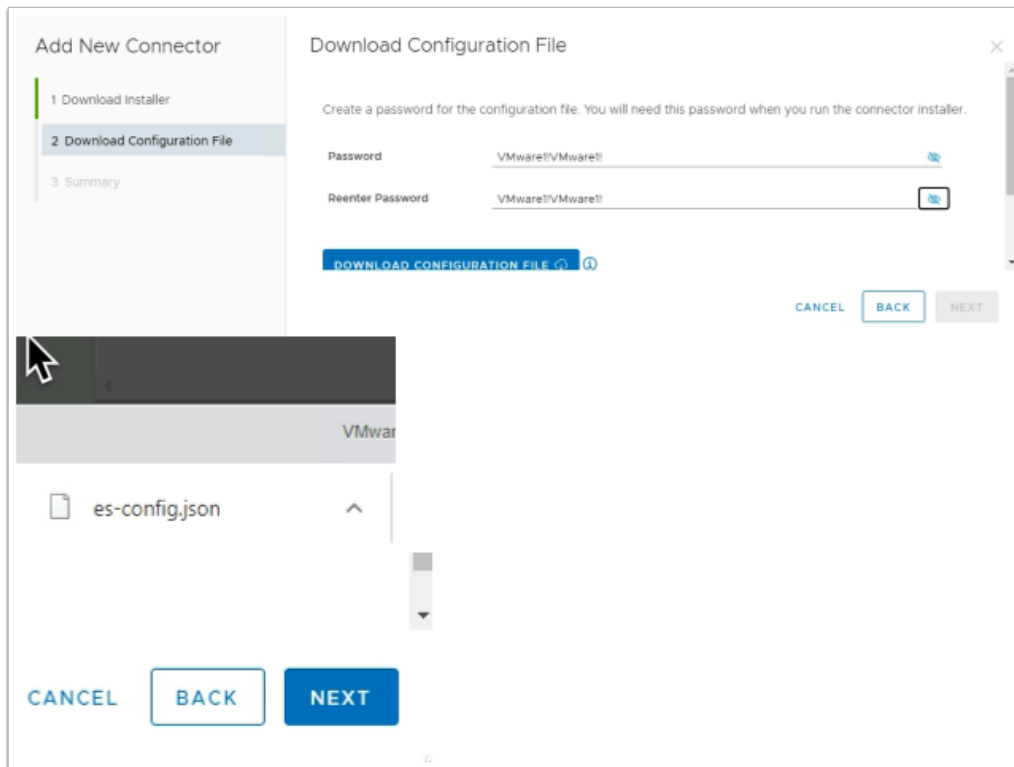 Add New Connector
1 Download Installer
2 Download Configuration File
3 Summary
Download Configuration File
Create a password for the configuration file. You will need this password when you run the connector installer.
Password VMware1!VMware1!
Reenter Password VMware1!VMware1!
DOWNLOAD CONFIGURATION FILE
CANCEL BACK NEXT
VMwar
es-config.json
CANCEL BACK NEXT